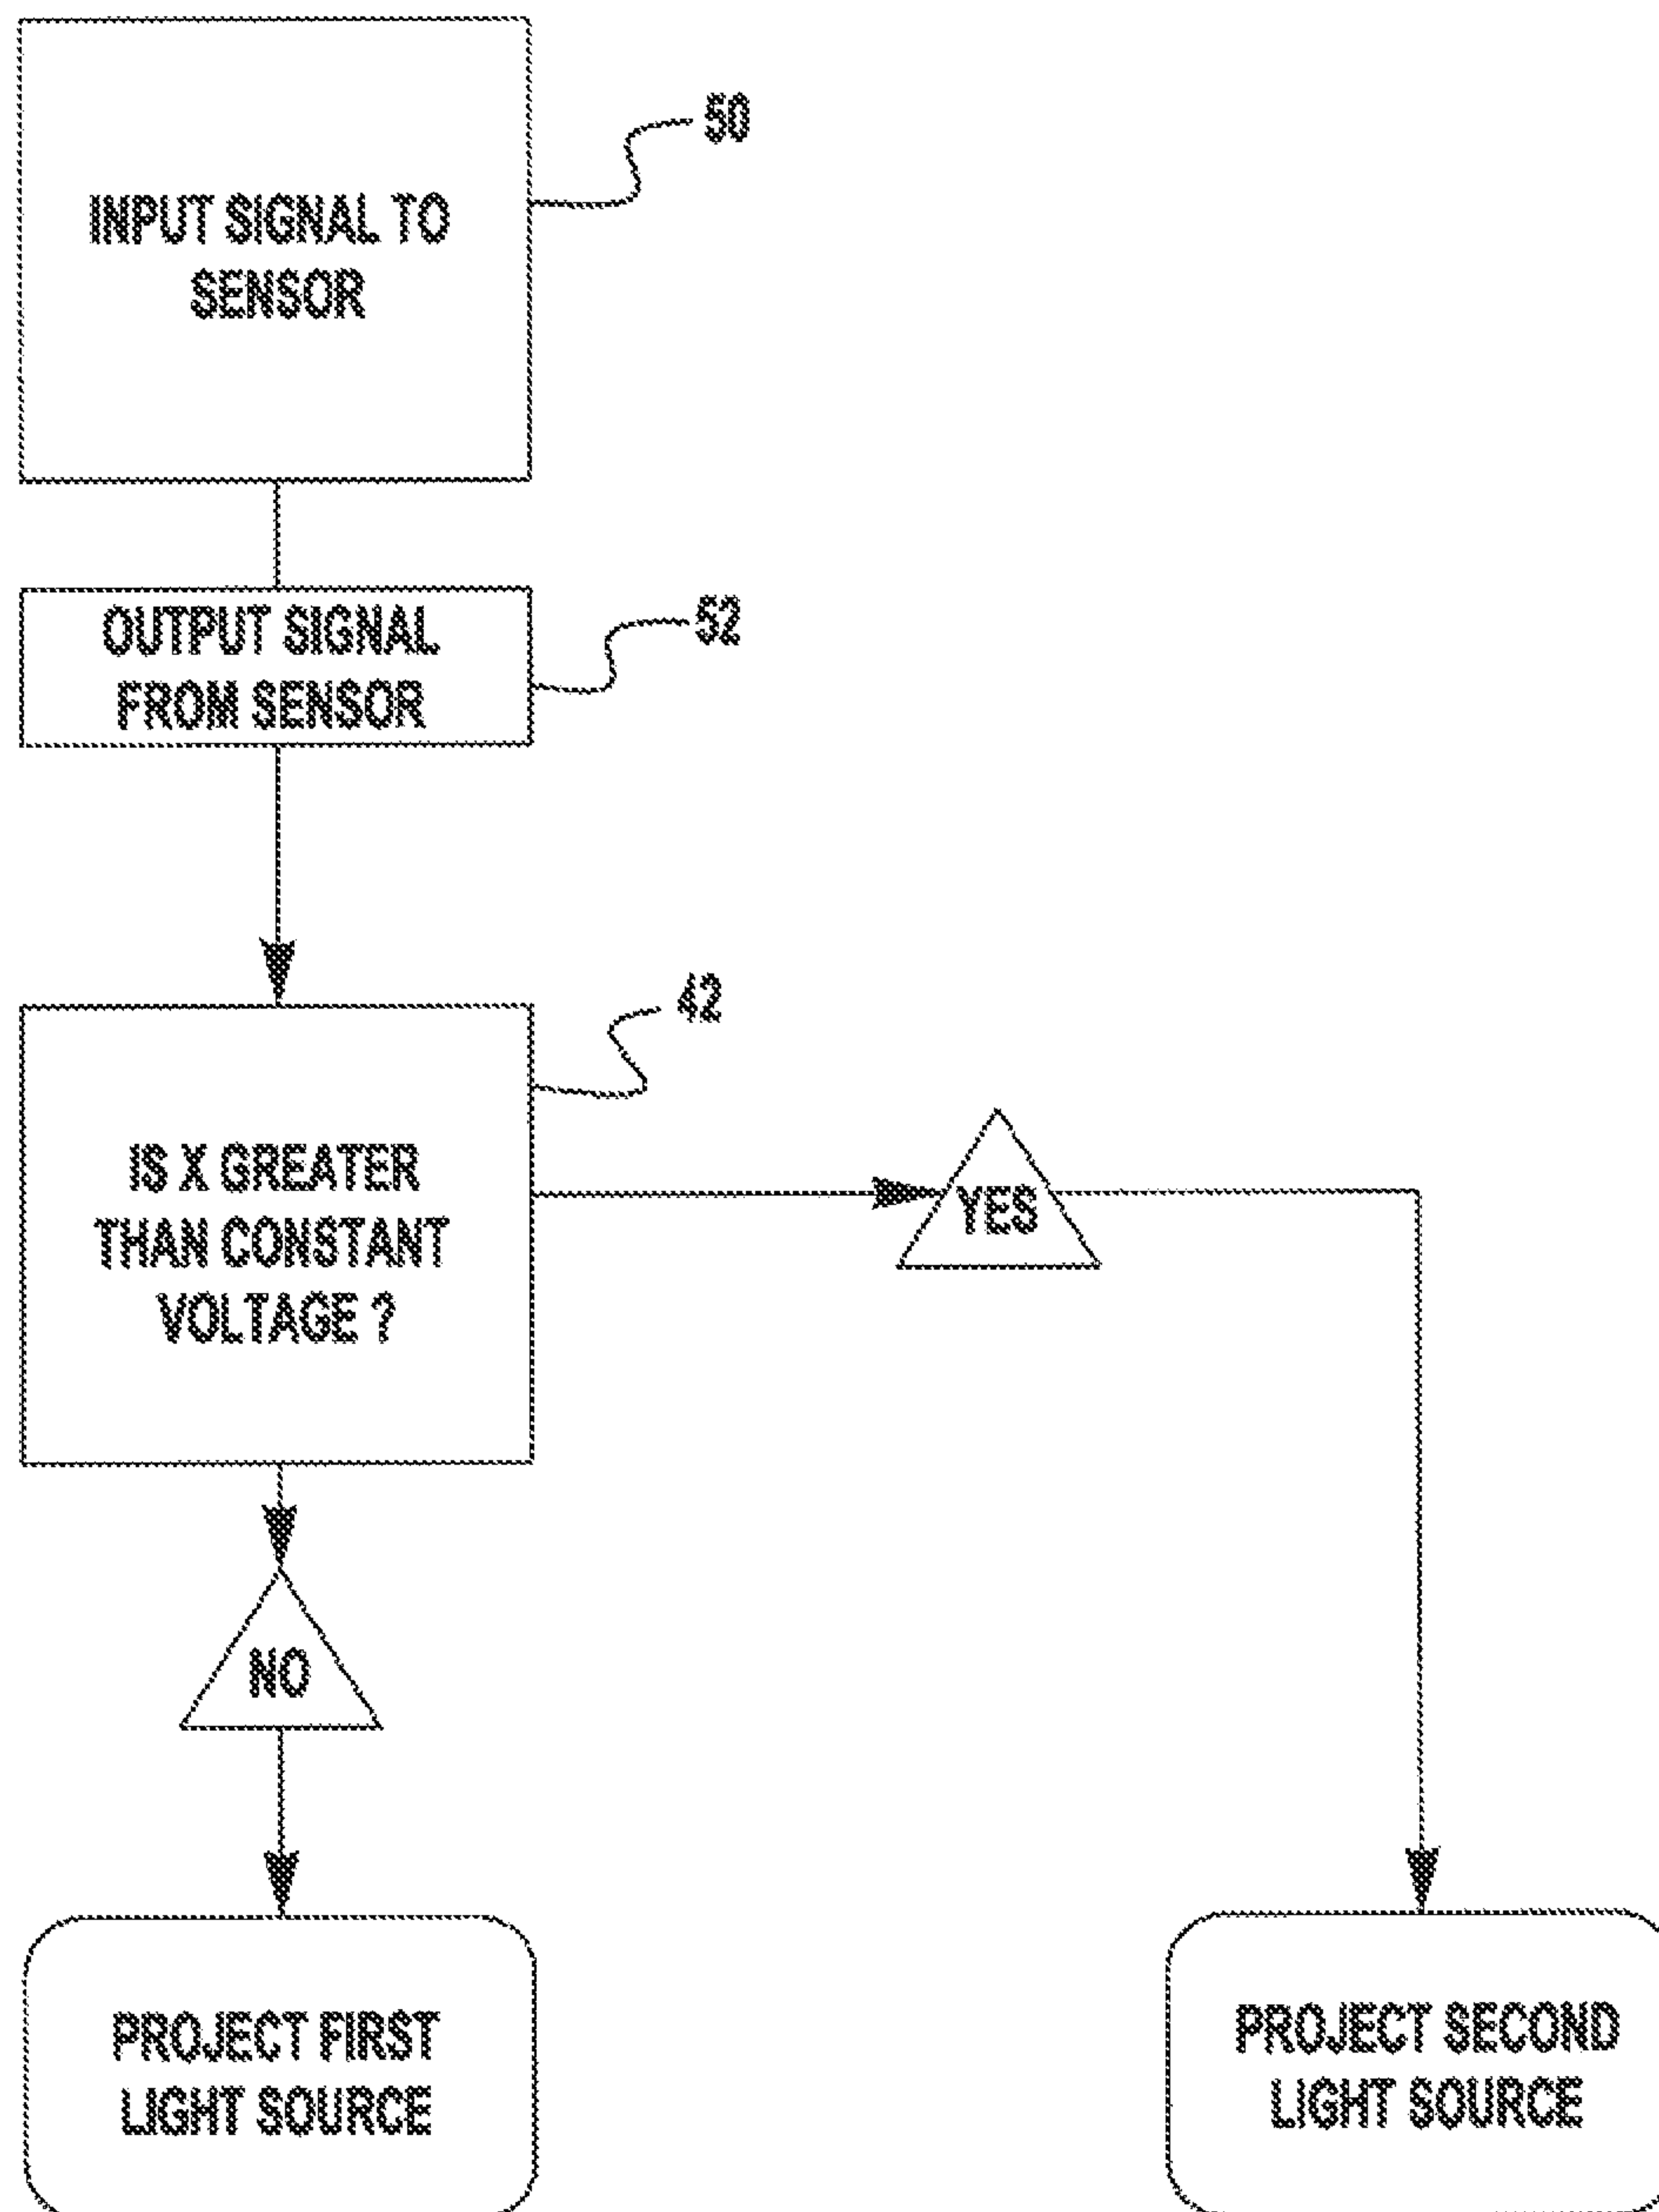 50
INPUT SIGNAL TO
SENSOR
OUTPUT SIGNAL
FROM SENSOR
52
42
IS X GREATER
THAN CONSTANT
VOLTAGE ?
YES
NO
PROJECT FIRST
LIGHT SOURCE
PROJECT SECOND
LIGHT SOURCE